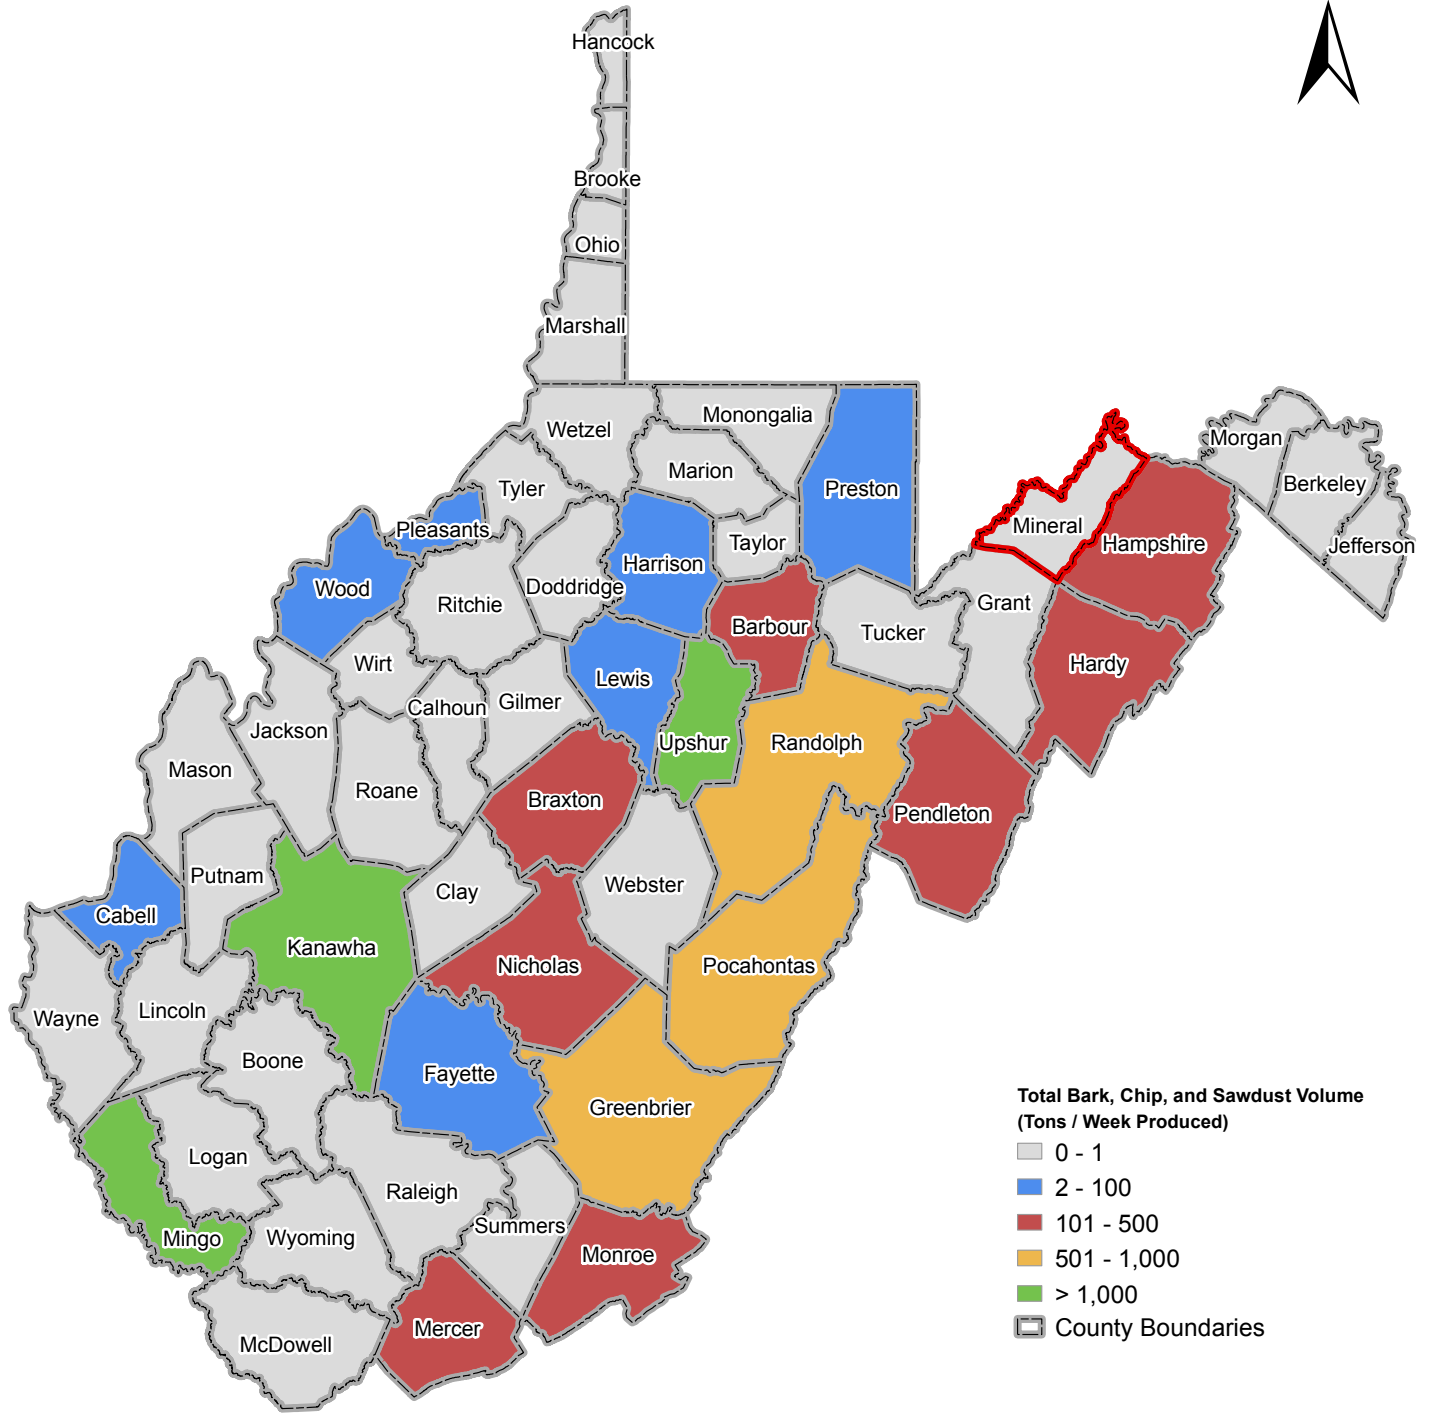 Hancock
Brooke
Ohio
Marshall
Wetzel
Monongalia
Marion
Tyler
Preston
Pleasants
Taylor
Harrison
Doddridge
Wood
Ritchie
Mineral
Hampshire
Morgan
Berkeley
Jefferson
Grant
Barbour
Tucker
Wirt
Lewis
Hardy
Calhoun
Gilmer
Jackson
Upshur
Randolph
Mason
Roane
Braxton
Pendleton
Putnam
Clay
Webster
Cabell
Kanawha
Nicholas
Pocahontas
Wayne
Lincoln
Boone
Fayette
Greenbrier
Logan
Raleigh
Summers
Mingo
Wyoming
Monroe
Mercer
McDowell
Total Bark, Chip, and Sawdust Volume
(Tons / Week Produced)
0 - 1
2 - 100
101 - 500
501 - 1,000
> 1,000
County Boundaries